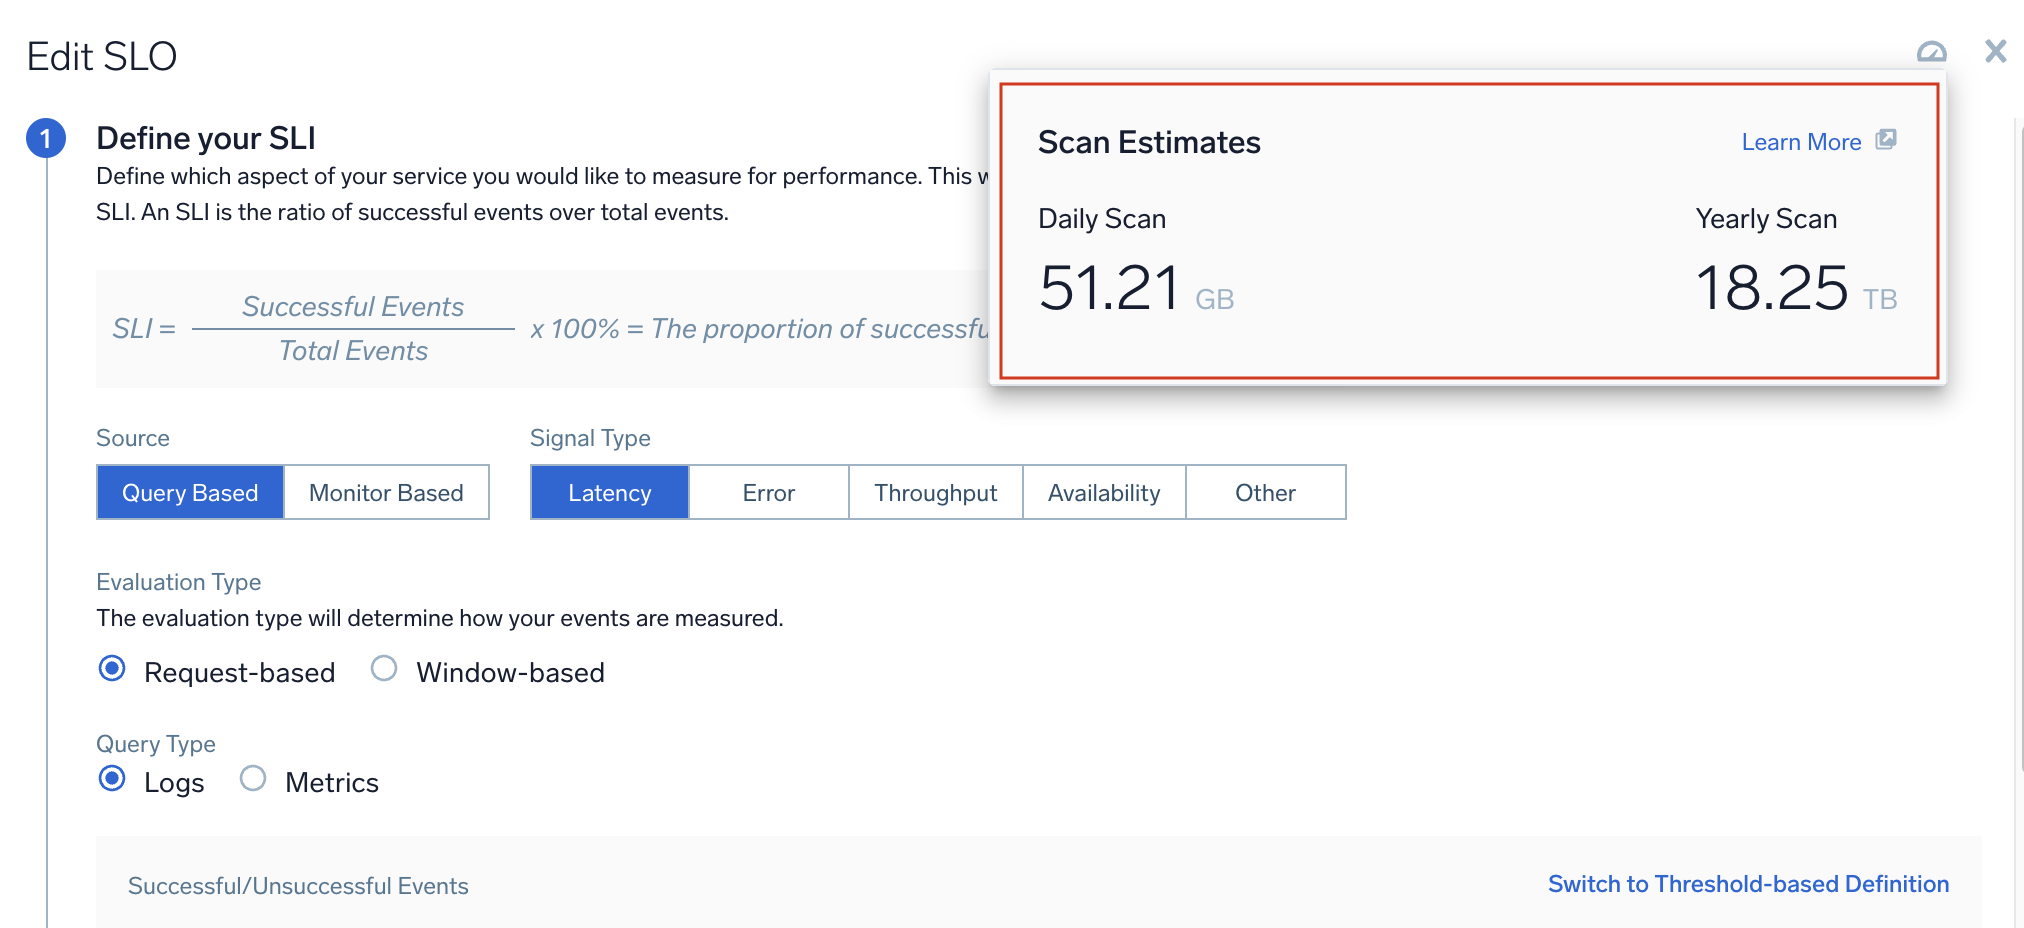 Edit SLO
1
Define your SLI
Define which aspect of your service you would like to measure for performance. This
SLI. An SLI is the ratio of successful events over total events.
Scan Estimates
Learn More
Daily Scan
Yearly Scan
51.21 GB
18.25 TB
Successful Events
SLI = x 100% = The proportion of
Total Events
Source
Signal Type
Query Based
Monitor Based
Latency
Error
Throughput
Availability
Other
Evaluation Type
The evaluation type will determine how your events are measured.
Request-based
Window-based
Query Type
Logs
Metrics
Successful/Unsuccessful Events
Switch to Threshold-based Definition